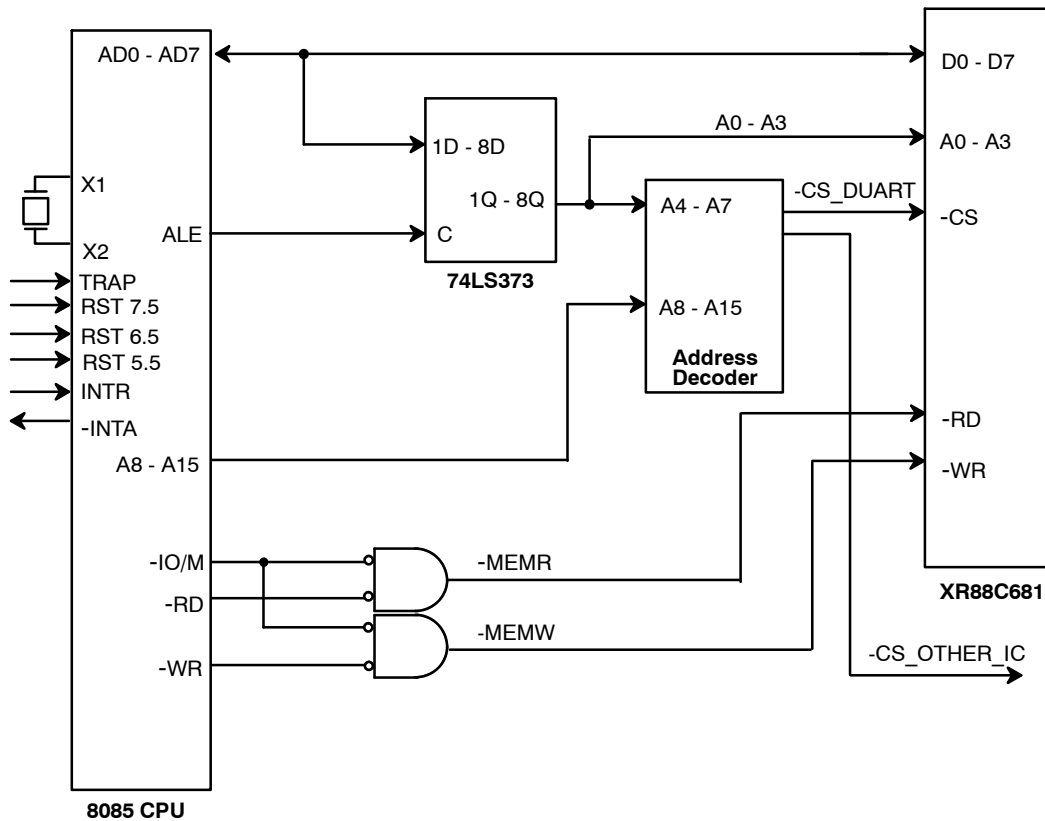 AD0 - AD7
D0 - D7
A0 - A3
1D - 8D
A0 - A3
X1
1Q - 8Q
A4 - A7
-CS_DUART
-CS
ALE
C
X2
74LS373
TRAP
RST 7.5
A8 - A15
RST 6.5
RST 5.5
Address
Decoder
INTR
-INTA
-RD
A8 - A15
-WR
-IO/M
-MEMR
-RD
XR88C681
-MEMW
-WR
-CS_OTHER_IC
8085 CPU